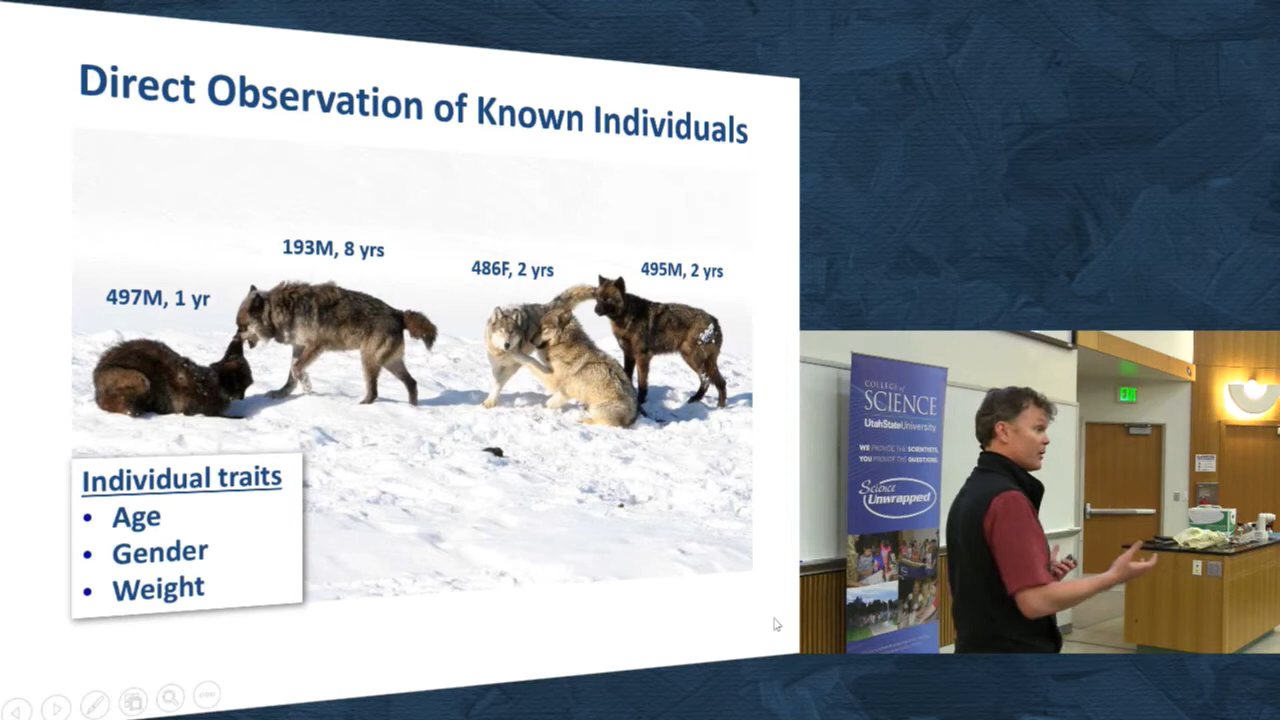 Direct Observation of Known Individuals
193M, 8 yrs
486F, 2 yrs
495M, 2 yrs
497M, 1 yr
Individual traits
• Age
• Gender
• Weight
COLLEGE of
SCIENCE
UtahStateUniversity
WE PROVIDE THE SCIENTISTS,
YOU PROVIDE THE QUESTIONS.
Science
Unwrapped